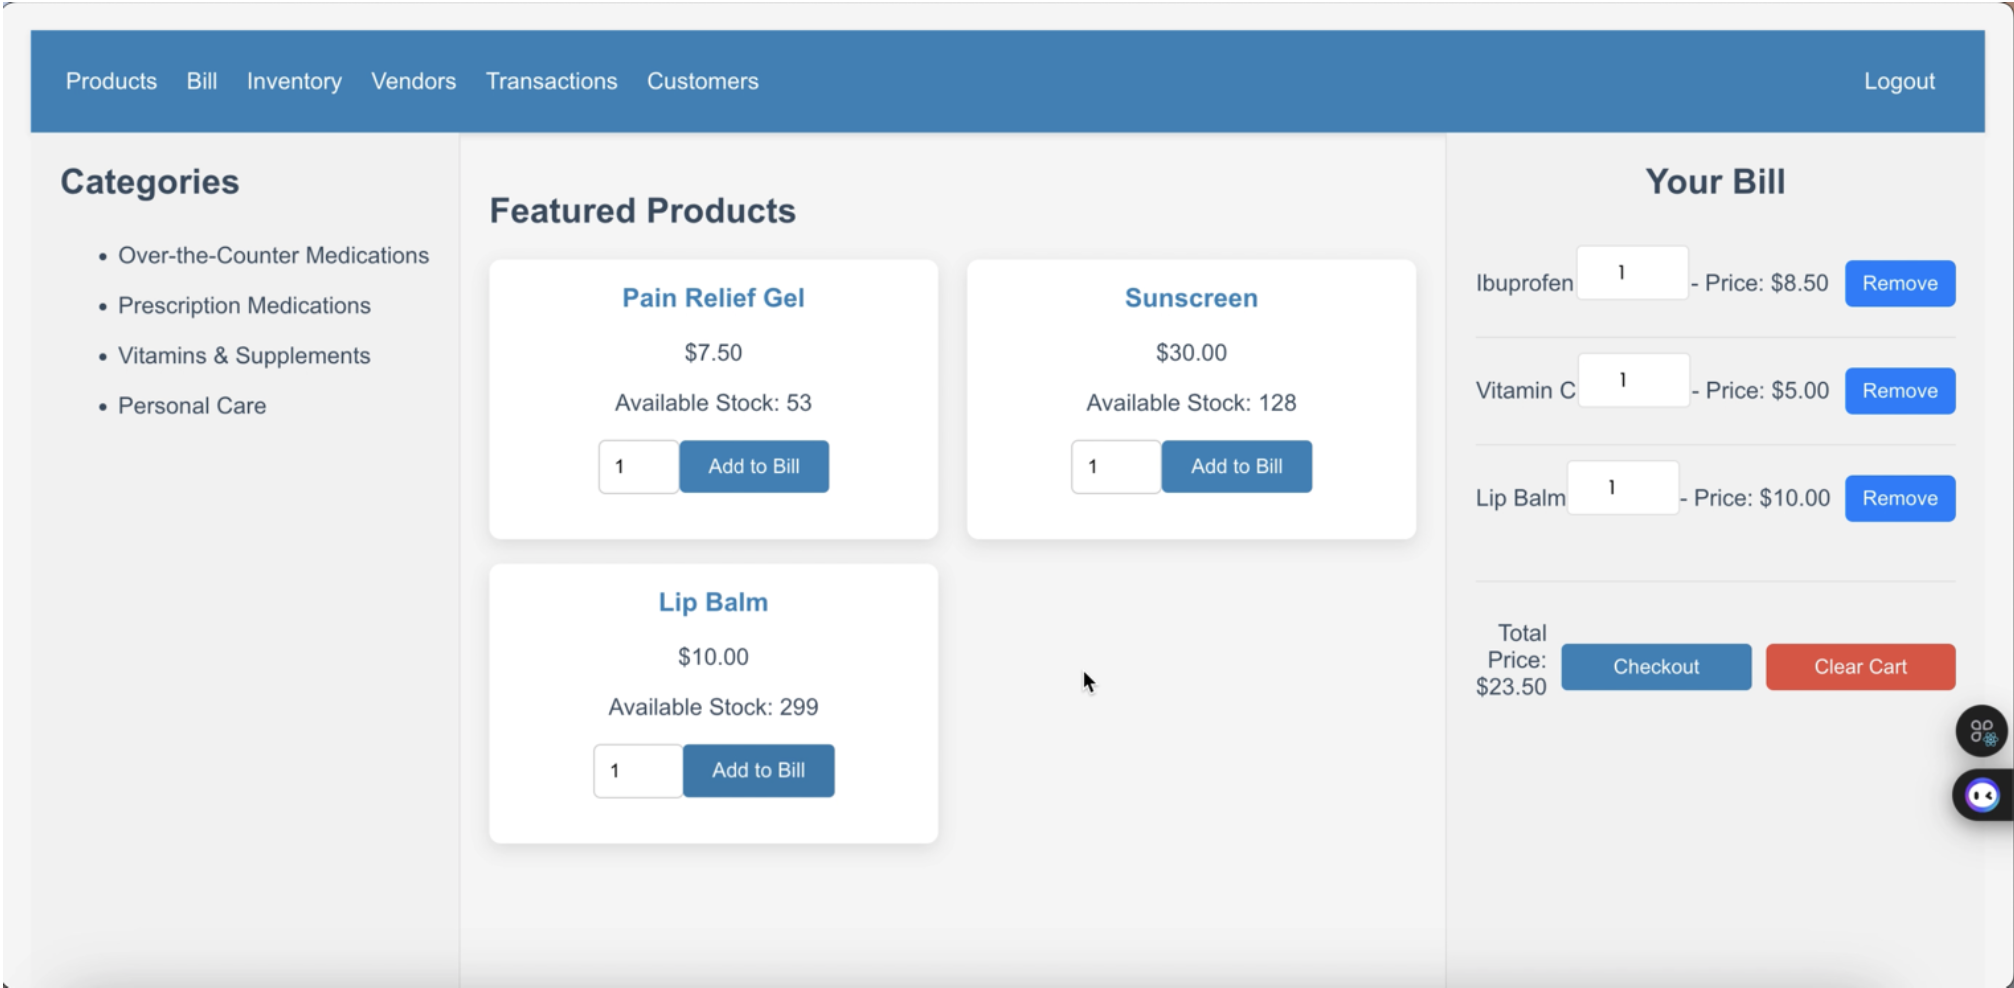 Products Bill Inventory Vendors Transactions Customers Logout
Categories
• Over-the-Counter Medications
• Prescription Medications
• Vitamins & Supplements
• Personal Care
Featured Products
Pain Relief Gel
$7.50
Available Stock: 53
1 Add to Bill
Sunscreen
$30.00
Available Stock: 128
1 Add to Bill
Lip Balm
$10.00
Available Stock: 299
1 Add to Bill
Your Bill
Ibuprofen 1 - Price: $8.50 Remove
Vitamin C 1 - Price: $5.00 Remove
Lip Balm 1 - Price: $10.00 Remove
Total
Price:
$23.50
Checkout
Clear Cart